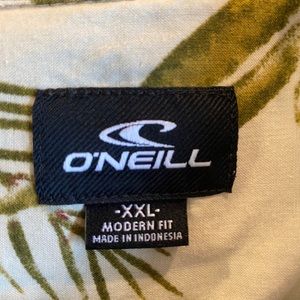 O'NEILL
-XXL-
MODERN FIT
MADE IN INDONESIA